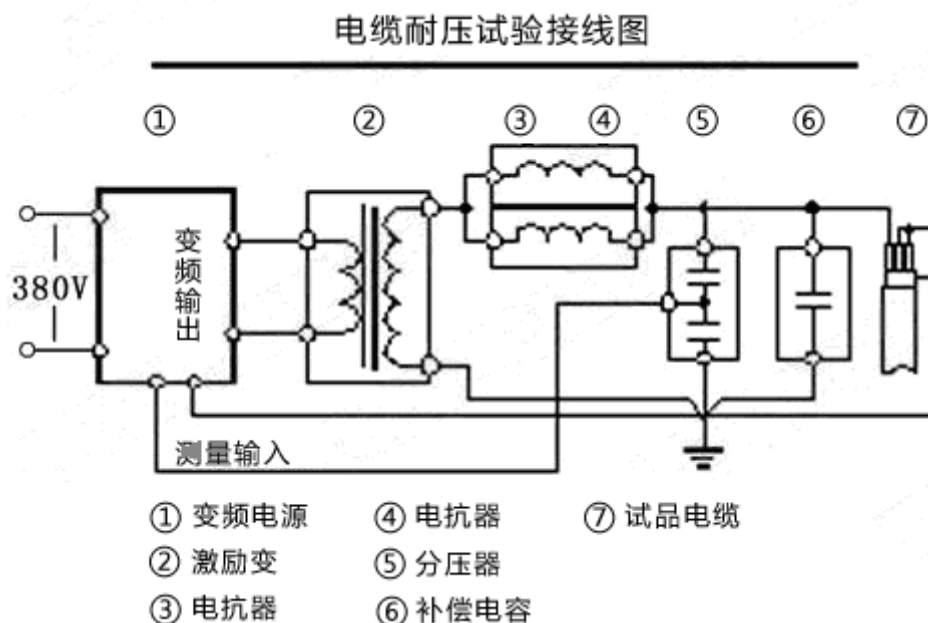 电缆耐压试验接线图
① ② ③ ④ ⑤ ⑥ ⑦
380V
变频输出
测量输入
① 变频电源 ④ 电抗器 ⑦ 试品电缆
② 激励变 ⑤ 分压器
③ 电抗器 ⑥ 补偿电容